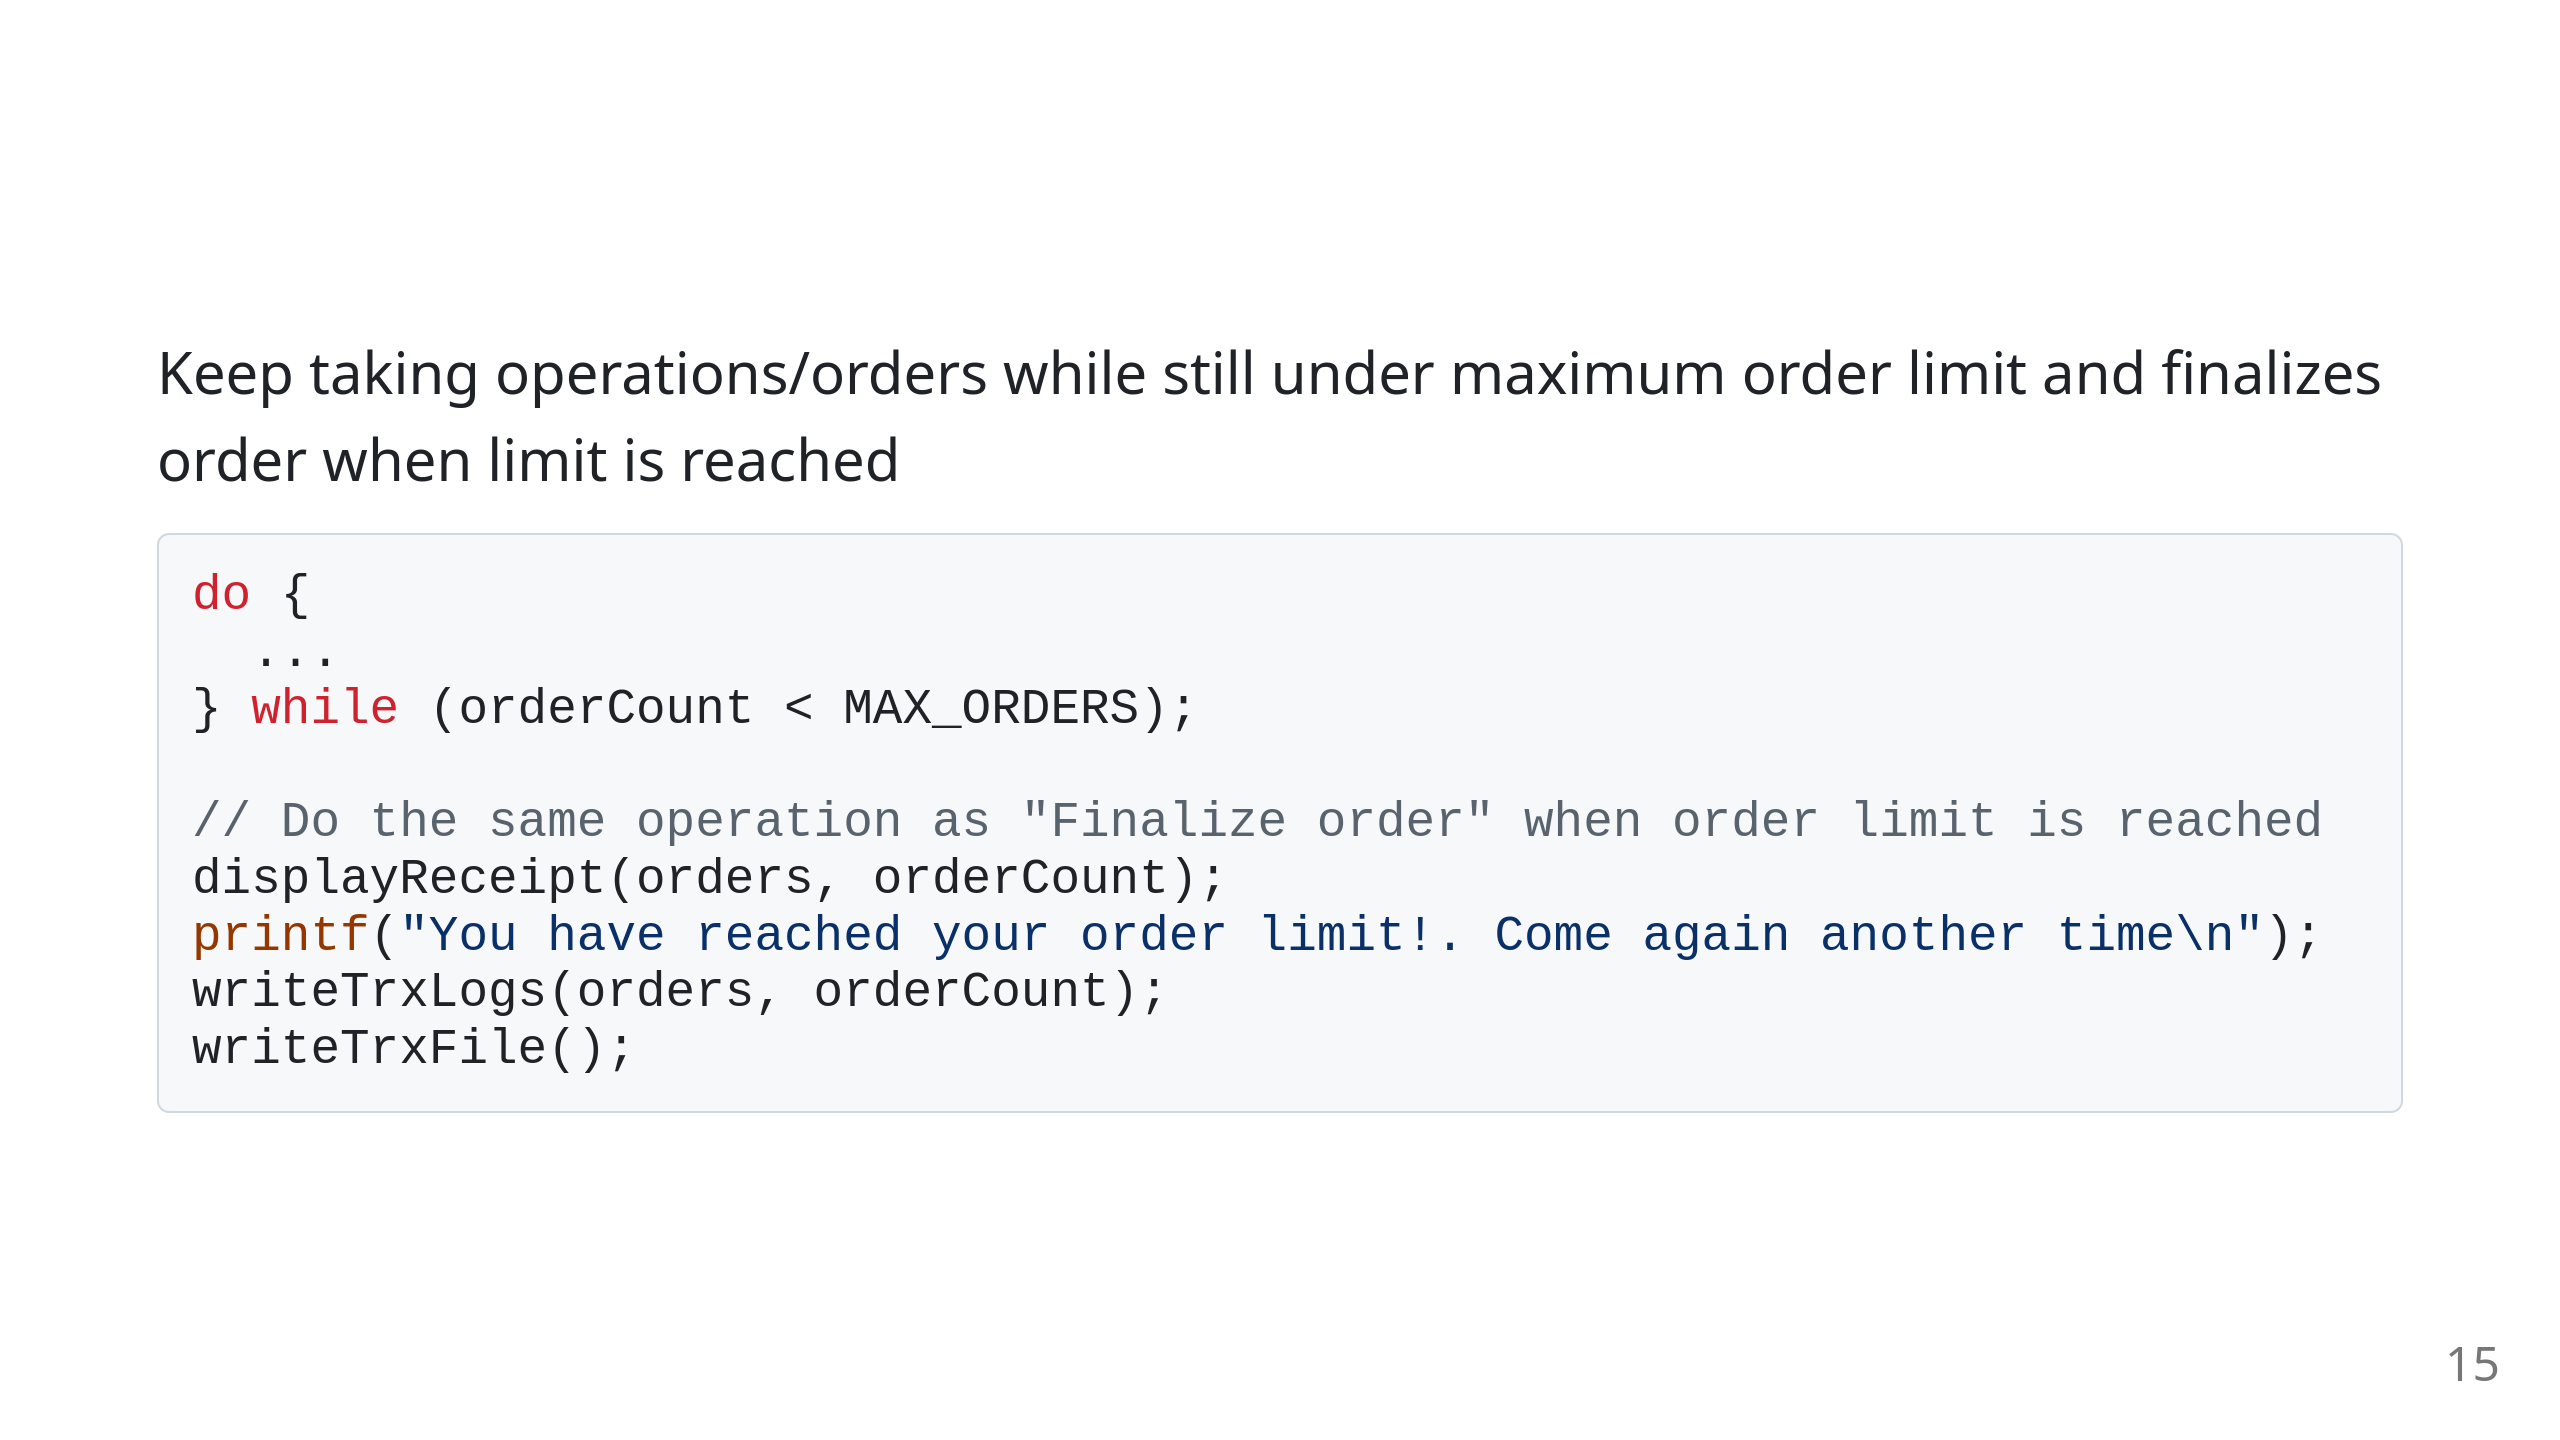 Keep taking operations/orders while still under maximum order limit and finalizes
order when limit is reached
do {
  ...
} while (orderCount < MAX_ORDERS);

// Do the same operation as "Finalize order" when order limit is reached
displayReceipt(orders, orderCount);
printf("You have reached your order limit!. Come again another time\n");
writeTrxLogs(orders, orderCount);
writeTrxFile();
15